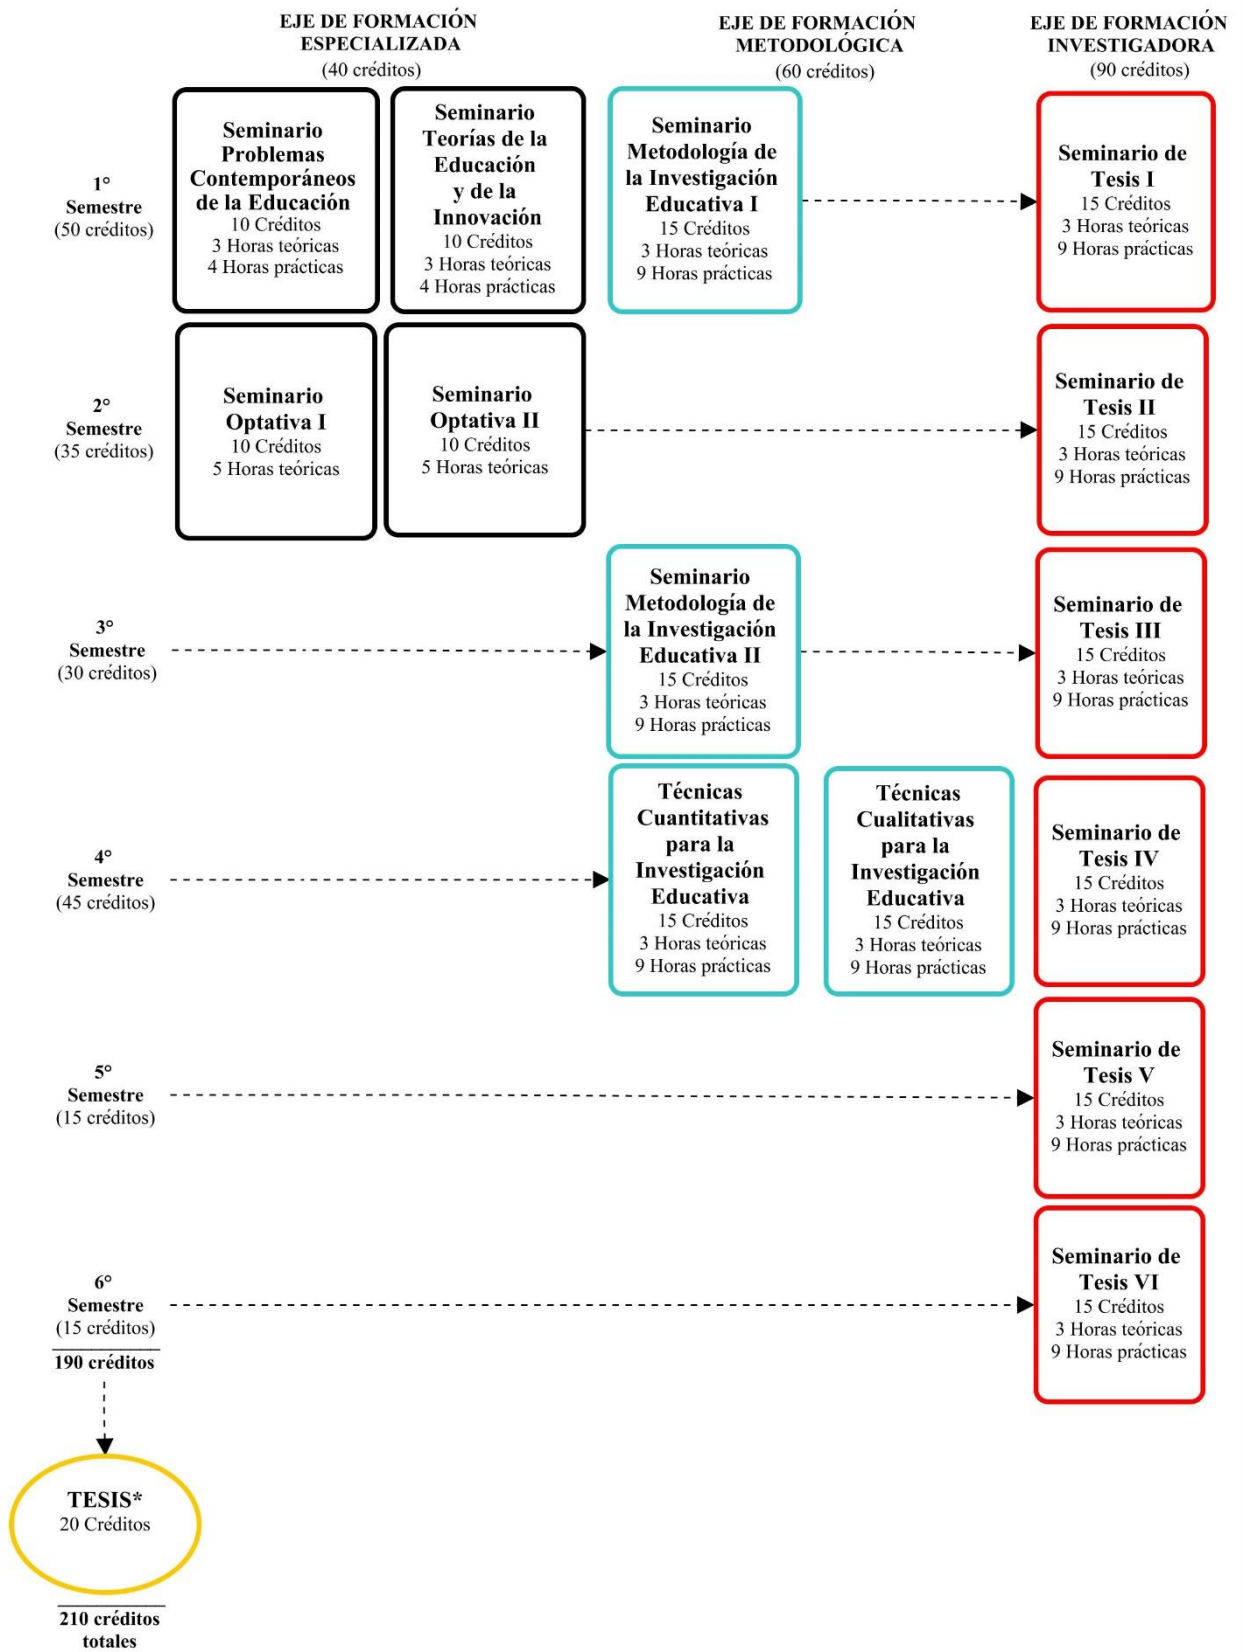 EJE DE FORMACIÓN
ESPECIALIZADA
(40 créditos)
EJE DE FORMACIÓN
METODOLÓGICA
(60 créditos)
EJE DE FORMACIÓN
INVESTIGADORA
(90 créditos)
1°
Semestre
(50 créditos)
Seminario
Problemas
Contemporáneos
de la Educación
10 Créditos
3 Horas teóricas
4 Horas prácticas
Seminario
Teorías de la
Educación
y de la
Innovación
10 Créditos
3 Horas teóricas
4 Horas prácticas
Seminario
Metodología de
la Investigación
Educativa I
15 Créditos
3 Horas teóricas
9 Horas prácticas
Seminario de
Tesis I
15 Créditos
3 Horas teóricas
9 Horas prácticas
2°
Semestre
(35 créditos)
Seminario
Optativa I
10 Créditos
5 Horas teóricas
Seminario
Optativa II
10 Créditos
5 Horas teóricas
Seminario de
Tesis II
15 Créditos
3 Horas teóricas
9 Horas prácticas
3°
Semestre
(30 créditos)
Seminario
Metodología de
la Investigación
Educativa II
15 Créditos
3 Horas teóricas
9 Horas prácticas
Seminario de
Tesis III
15 Créditos
3 Horas teóricas
9 Horas prácticas
4°
Semestre
(45 créditos)
Técnicas
Cuantitativas
para la
Investigación
Educativa
15 Créditos
3 Horas teóricas
9 Horas prácticas
Técnicas
Cualitativas
para la
Investigación
Educativa
15 Créditos
3 Horas teóricas
9 Horas prácticas
Seminario de
Tesis IV
15 Créditos
3 Horas teóricas
9 Horas prácticas
5°
Semestre
(15 créditos)
Seminario de
Tesis V
15 Créditos
3 Horas teóricas
9 Horas prácticas
6°
Semestre
(15 créditos)
190 créditos
Seminario de
Tesis VI
15 Créditos
3 Horas teóricas
9 Horas prácticas
TESIS*
20 Créditos
210 créditos
totales